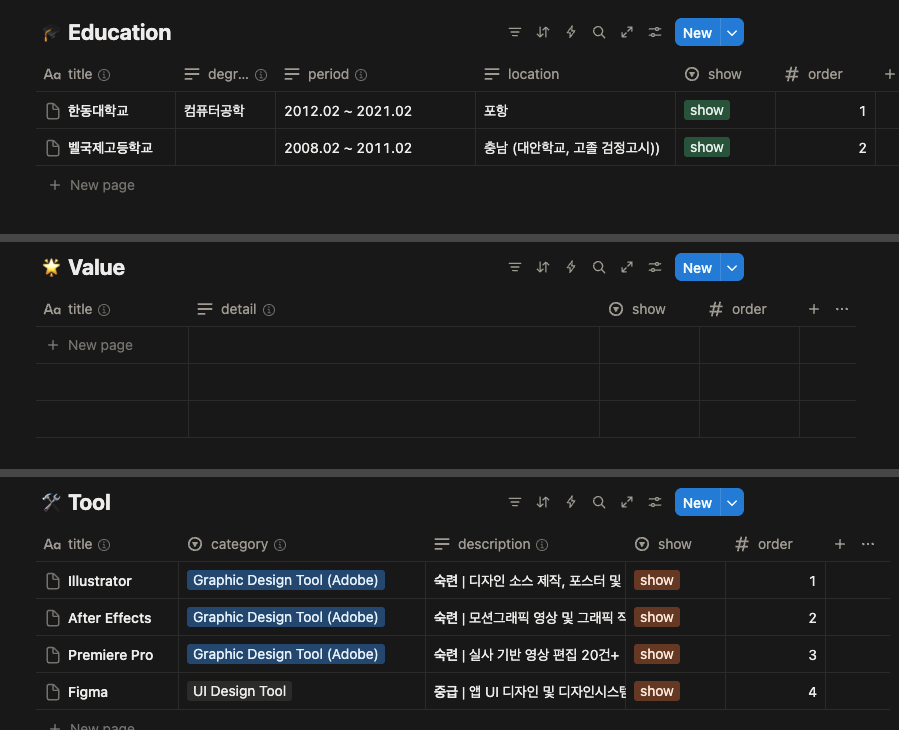 Education
New
Aa title degr... period location show # order +
한동대학교 컴퓨터공학 2012.02 ~ 2021.02 포항 show 1
벨국제고등학교 2008.02 ~ 2011.02 충남 (대안학교, 고졸 검정고시)) show 2
+ New page
Value
New
Aa title detail show # order + ...
+ New page
Tool
New
Aa title category description show # order + ...
Illustrator Graphic Design Tool (Adobe) 숙련 | 디자인 소스 제작, 포스터 및 show 1
After Effects Graphic Design Tool (Adobe) 숙련 | 모션그래픽 영상 및 그래픽 show 2
Premiere Pro Graphic Design Tool (Adobe) 숙련 | 실사 기반 영상 편집 20건+ show 3
Figma UI Design Tool 중급 | 앱 UI 디자인 및 디자인시스템 show 4
+ New page